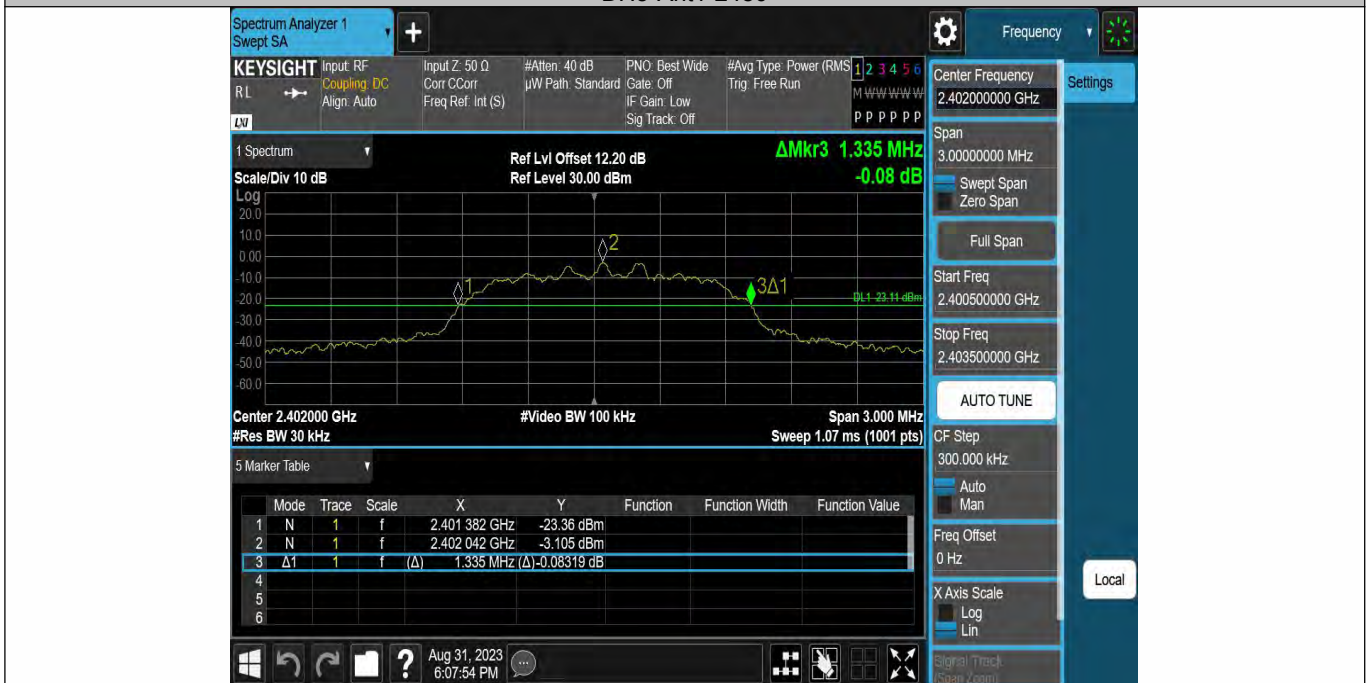 Spectrum Analyzer 1
Swept SA
+
Frequency
KEYSIGHT
RL
LXI
Input: RF
Coupling: DC
Align: Auto
Input Z: 50 Ω
Corr CCorr
Freq Ref: Int (S)
#Atten: 40 dB
µW Path: Standard
PNO: Best Wide
Gate: Off
IF Gain: Low
Sig Track: Off
#Avg Type: Power (RMS
Trig: Free Run
1 2 3 4 5 6
M W W W W W
P P P P P P
1 Spectrum
Scale/Div 10 dB
Ref Lvl Offset 12.20 dB
Ref Level 30.00 dBm
ΔMkr3 1.335 MHz
-0.08 dB
Log
20.0
10.0
0.00
-10.0
-20.0
-30.0
-40.0
-50.0
-60.0
1
2
3Δ1
DL1 -23.11 dBm
Center 2.402000 GHz
#Video BW 100 kHz
Span 3.000 MHz
#Res BW 30 kHz
Sweep 1.07 ms (1001 pts)
5 Marker Table
Mode Trace Scale X Y Function Function Width Function Value
1 N 1 f 2.401 382 GHz -23.36 dBm
2 N 1 f 2.402 042 GHz -3.105 dBm
3 Δ1 1 f (Δ) 1.335 MHz (Δ) -0.08319 dB
4
5
6
Aug 31, 2023
6:07:54 PM
Settings
Center Frequency
2.402000000 GHz
Span
3.00000000 MHz
Swept Span
Zero Span
Full Span
Start Freq
2.400500000 GHz
Stop Freq
2.403500000 GHz
AUTO TUNE
CF Step
300.000 kHz
Auto
Man
Freq Offset
0 Hz
X Axis Scale
Log
Lin
Signal Track
(Span Zoom)
Local